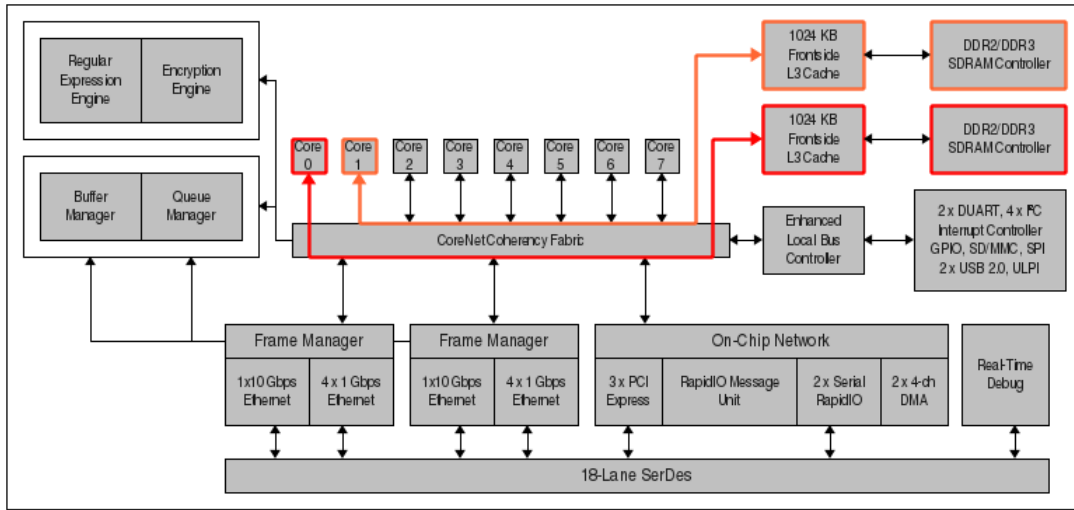 Regular
Expression
Engine
Encryption
Engine
1024 KB
Frontside
L3 Cache
DDR2/DDR3
SDRAM Controller
1024 KB
Frontside
L3 Cache
DDR2/DDR3
SDRAM Controller
Core
0
Core
1
Core
2
Core
3
Core
4
Core
5
Core
6
Core
7
Buffer
Manager
Queue
Manager
CoreNet Coherency Fabric
Enhanced
Local Bus
Controller
2 x DUART, 4 x I²C
Interrupt Controller
GPIO, SD/MMC, SPI
2 x USB 2.0, ULPI
Frame Manager
1x10 Gbps
Ethernet
4 x 1 Gbps
Ethernet
Frame Manager
1x10 Gbps
Ethernet
4 x 1 Gbps
Ethernet
On-Chip Network
3 x PCI
Express
RapidIO Message
Unit
2 x Serial
RapidIO
2 x 4-ch
DMA
Real-Time
Debug
18-Lane SerDes